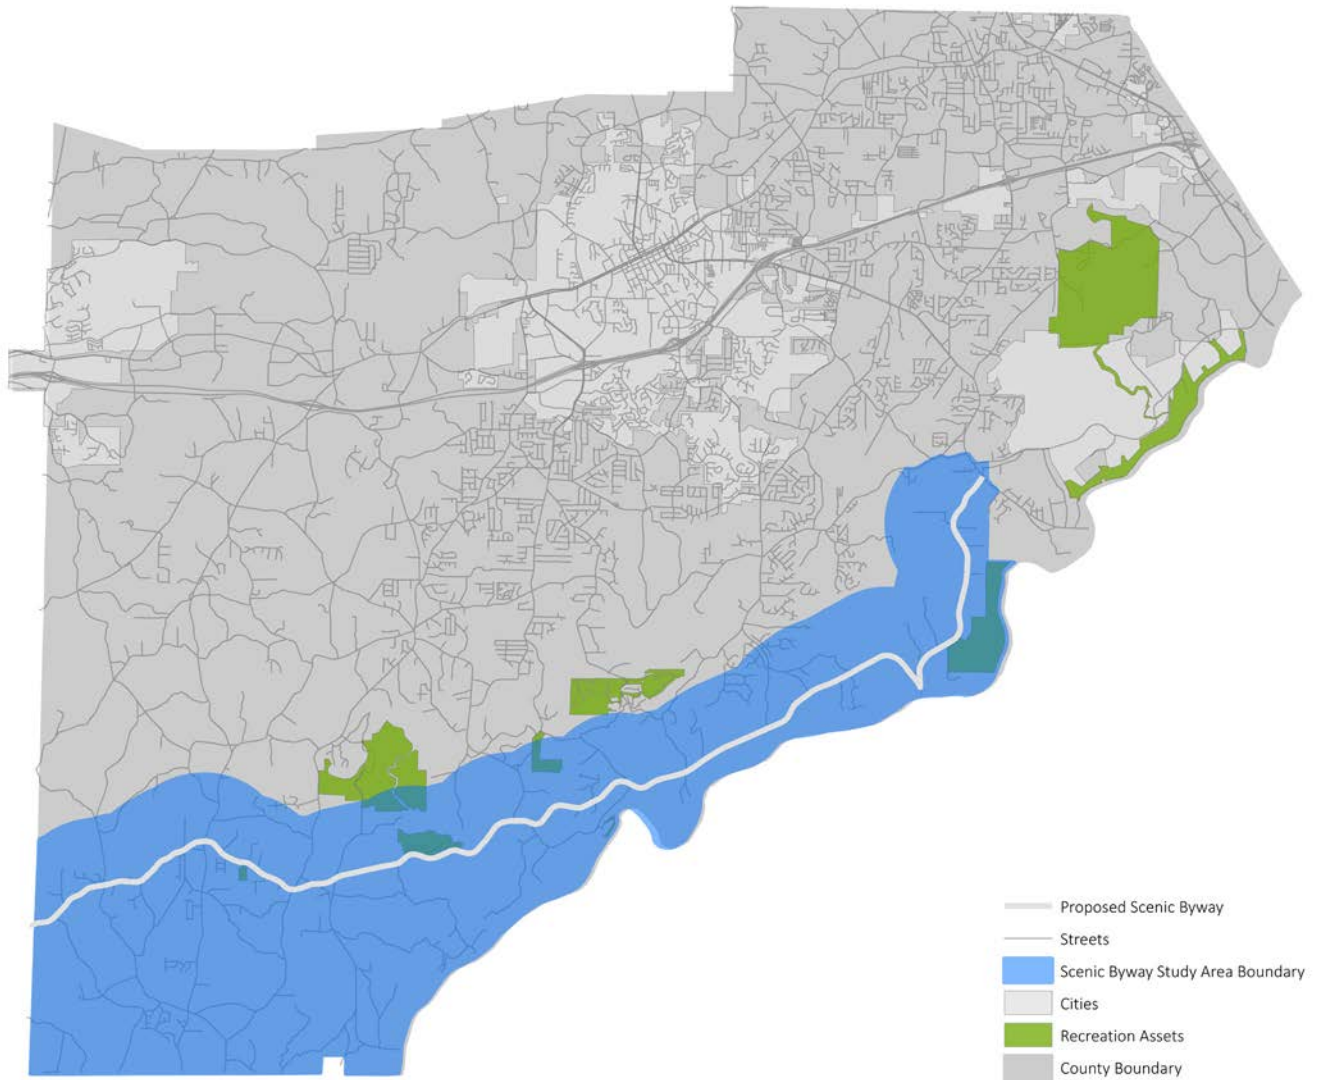 Proposed Scenic Byway
Streets
Scenic Byway Study Area Boundary
Cities
Recreation Assets
County Boundary